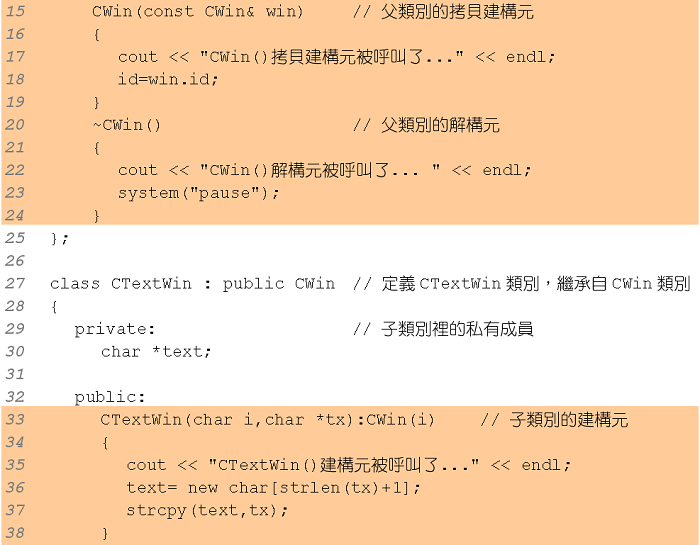 15 CWin(const CWin& win) // 父類別的拷貝建構元
16 {
17 cout << "CWin()拷貝建構元被呼叫了..." << endl;
18 id=win.id;
19 }
20 ~CWin() // 父類別的解構元
21 {
22 cout << "CWin()解構元被呼叫了... " << endl;
23 system("pause");
24 }
25 };
26
27 class CTextWin : public CWin // 定義 CTextWin 類別，繼承自 CWin 類別
28 {
29 private: // 子類別裡的私有成員
30 char *text;
31
32 public:
33 CTextWin(char i,char *tx):CWin(i) // 子類別的建構元
34 {
35 cout << "CTextWin()建構元被呼叫了..." << endl;
36 text= new char[strlen(tx)+1];
37 strcpy(text,tx);
38 }